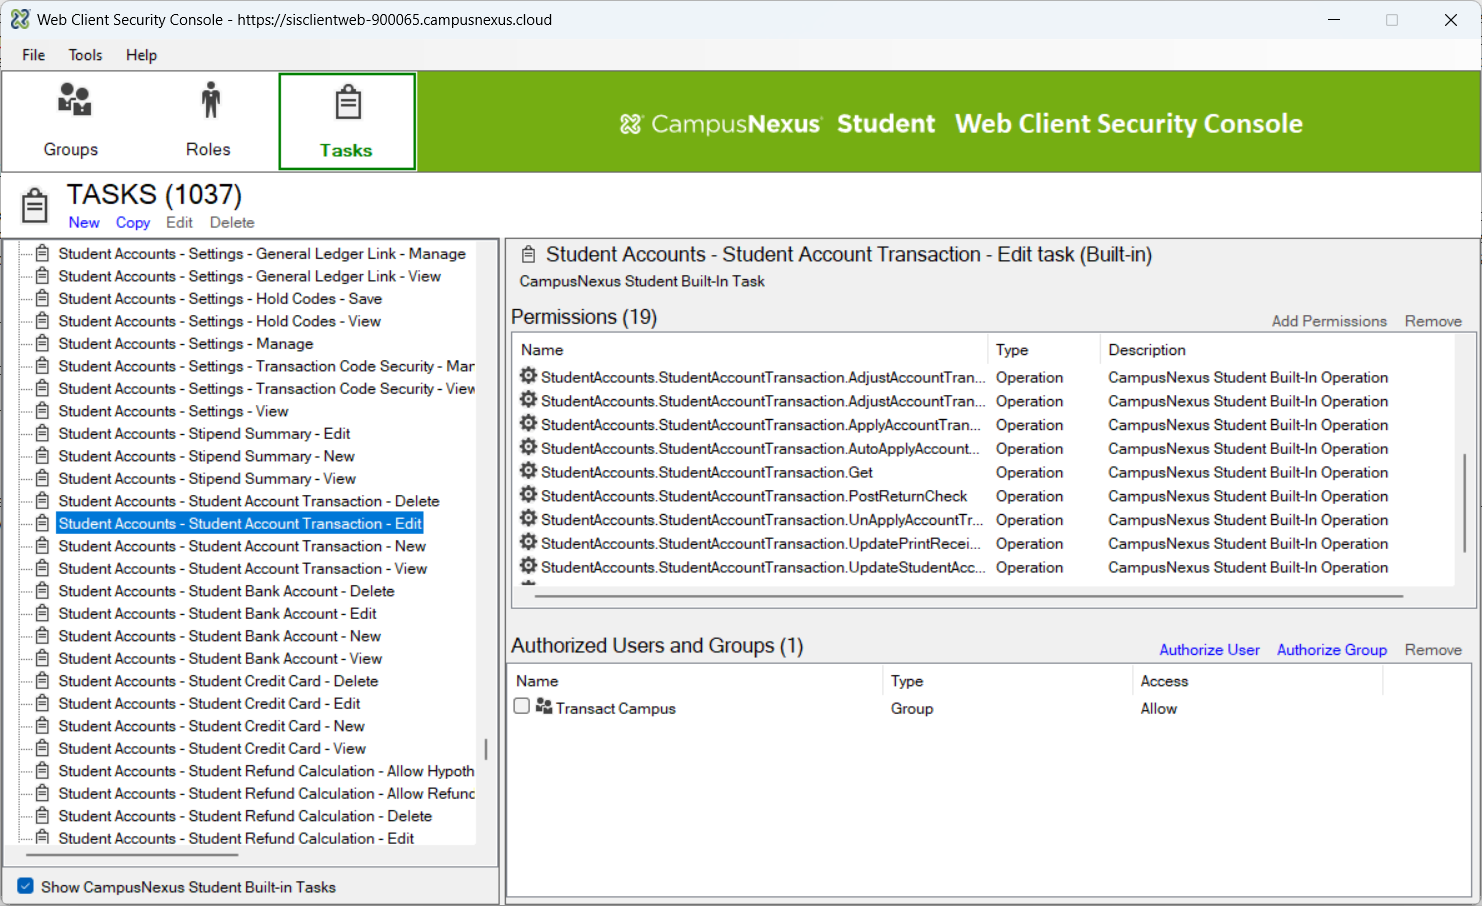 Web Client Security Console - https://sisclientweb-900065.campusnexus.cloud
File Tools Help
Groups Roles Tasks
CampusNexus Student Web Client Security Console
TASKS (1037)
New Copy Edit Delete
Student Accounts - Settings - General Ledger Link - Manage
Student Accounts - Settings - General Ledger Link - View
Student Accounts - Settings - Hold Codes - Save
Student Accounts - Settings - Hold Codes - View
Student Accounts - Settings - Manage
Student Accounts - Settings - Transaction Code Security - Mar
Student Accounts - Settings - Transaction Code Security - View
Student Accounts - Settings - View
Student Accounts - Stipend Summary - Edit
Student Accounts - Stipend Summary - New
Student Accounts - Stipend Summary - View
Student Accounts - Student Account Transaction - Delete
Student Accounts - Student Account Transaction - Edit
Student Accounts - Student Account Transaction - New
Student Accounts - Student Account Transaction - View
Student Accounts - Student Bank Account - Delete
Student Accounts - Student Bank Account - Edit
Student Accounts - Student Bank Account - New
Student Accounts - Student Bank Account - View
Student Accounts - Student Credit Card - Delete
Student Accounts - Student Credit Card - Edit
Student Accounts - Student Credit Card - New
Student Accounts - Student Credit Card - View
Student Accounts - Student Refund Calculation - Allow Hypoth
Student Accounts - Student Refund Calculation - Allow Refunc
Student Accounts - Student Refund Calculation - Delete
Student Accounts - Student Refund Calculation - Edit
Show CampusNexus Student Built-in Tasks
Student Accounts - Student Account Transaction - Edit task (Built-in)
CampusNexus Student Built-In Task
Permissions (19)
Add Permissions Remove
Name Type Description
StudentAccounts.StudentAccountTransaction.AdjustAccountTran... Operation CampusNexus Student Built-In Operation
StudentAccounts.StudentAccountTransaction.AdjustAccountTran... Operation CampusNexus Student Built-In Operation
StudentAccounts.StudentAccountTransaction.ApplyAccountTran... Operation CampusNexus Student Built-In Operation
StudentAccounts.StudentAccountTransaction.AutoApplyAccount... Operation CampusNexus Student Built-In Operation
StudentAccounts.StudentAccountTransaction.Get Operation CampusNexus Student Built-In Operation
StudentAccounts.StudentAccountTransaction.PostReturnCheck Operation CampusNexus Student Built-In Operation
StudentAccounts.StudentAccountTransaction.UnApplyAccountTr... Operation CampusNexus Student Built-In Operation
StudentAccounts.StudentAccountTransaction.UpdatePrintRecei... Operation CampusNexus Student Built-In Operation
StudentAccounts.StudentAccountTransaction.UpdateStudentAcc... Operation CampusNexus Student Built-In Operation
Authorized Users and Groups (1)
Authorize User Authorize Group Remove
Name Type Access
Transact Campus Group Allow